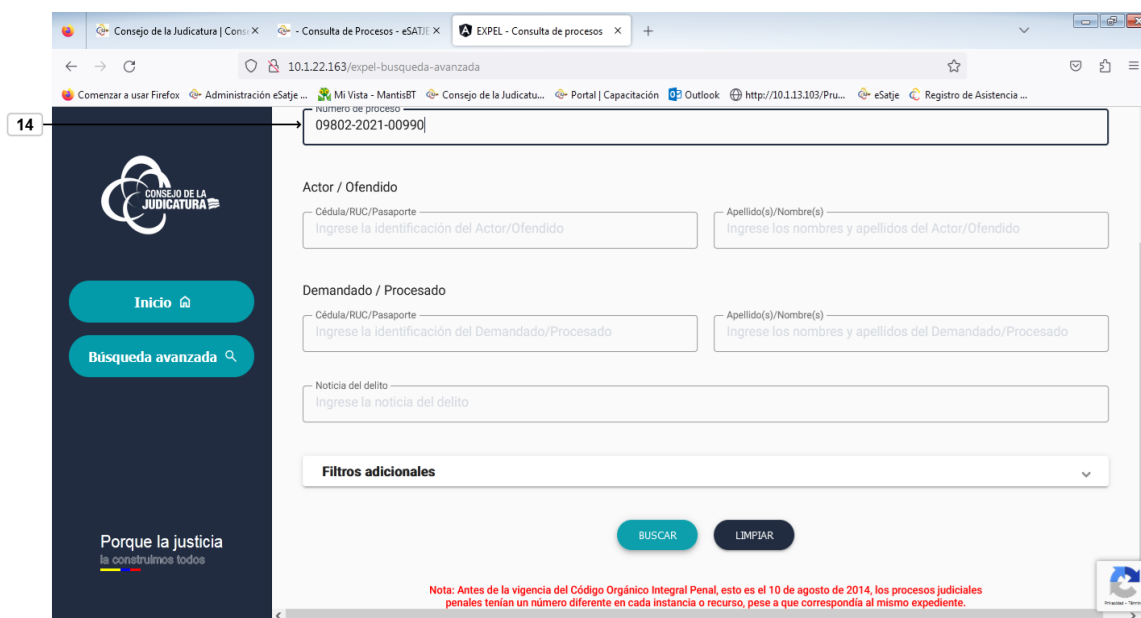 Consejo de la Judicatura | Cons
- Consulta de Procesos - eSATJE
EXPEL - Consulta de procesos
10.1.22.163/expel-busqueda-avanzada
Comenzar a usar Firefox Administración eSatje ... Mi Vista - MantisBT Consejo de la Judicatu... Portal | Capacitación Outlook http://10.1.13.103/Pru... eSatje Registro de Asistencia ...
14
Número de proceso
09802-2021-00990
CONSEJO DE LA
JUDICATURA
Inicio
Búsqueda avanzada
Porque la justicia
la construimos todos
Actor / Ofendido
Cédula/RUC/Pasaporte
Ingrese la identificación del Actor/Ofendido
Apellido(s)/Nombre(s)
Ingrese los nombres y apellidos del Actor/Ofendido
Demandado / Procesado
Cédula/RUC/Pasaporte
Ingrese la identificación del Demandado/Procesado
Apellido(s)/Nombre(s)
Ingrese los nombres y apellidos del Demandado/Procesado
Noticia del delito
Ingrese la noticia del delito
Filtros adicionales
BUSCAR
LIMPIAR
Nota: Antes de la vigencia del Código Orgánico Integral Penal, esto es el 10 de agosto de 2014, los procesos judiciales
penales tenían un número diferente en cada instancia o recurso, pese a que correspondía al mismo expediente.